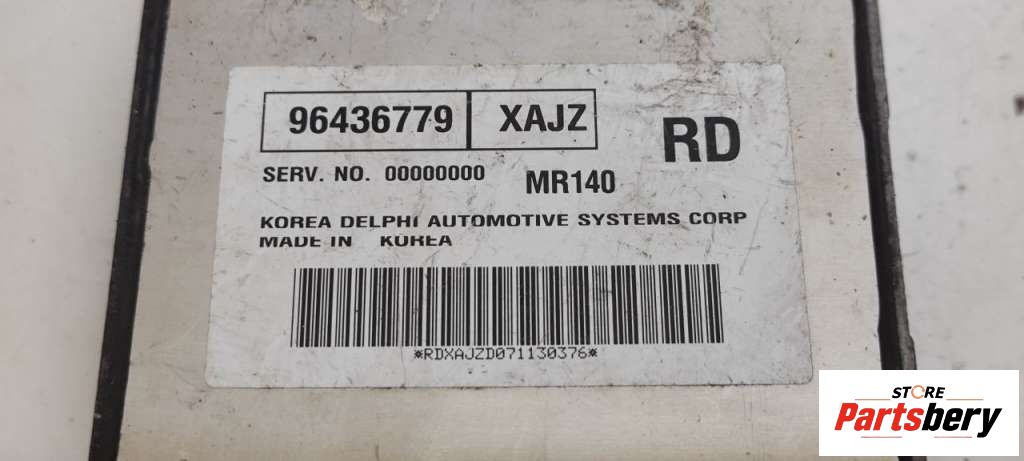 96436779 XAJZ RD
SERV. NO. 00000000 MR140
KOREA DELPHI AUTOMOTIVE SYSTEMS CORP
MADE IN KOREA
*RDXAJZD071130376*
STORE
Partsbery